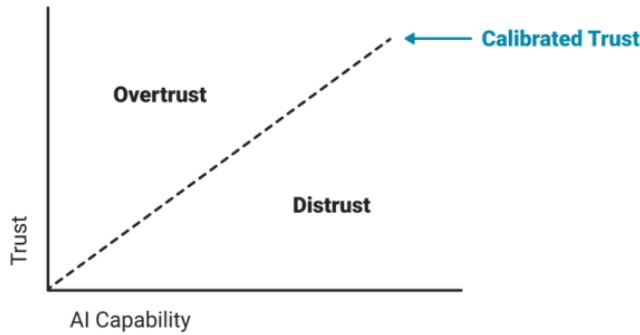 Calibrated Trust
Overtrust
Distrust
Trust
AI Capability